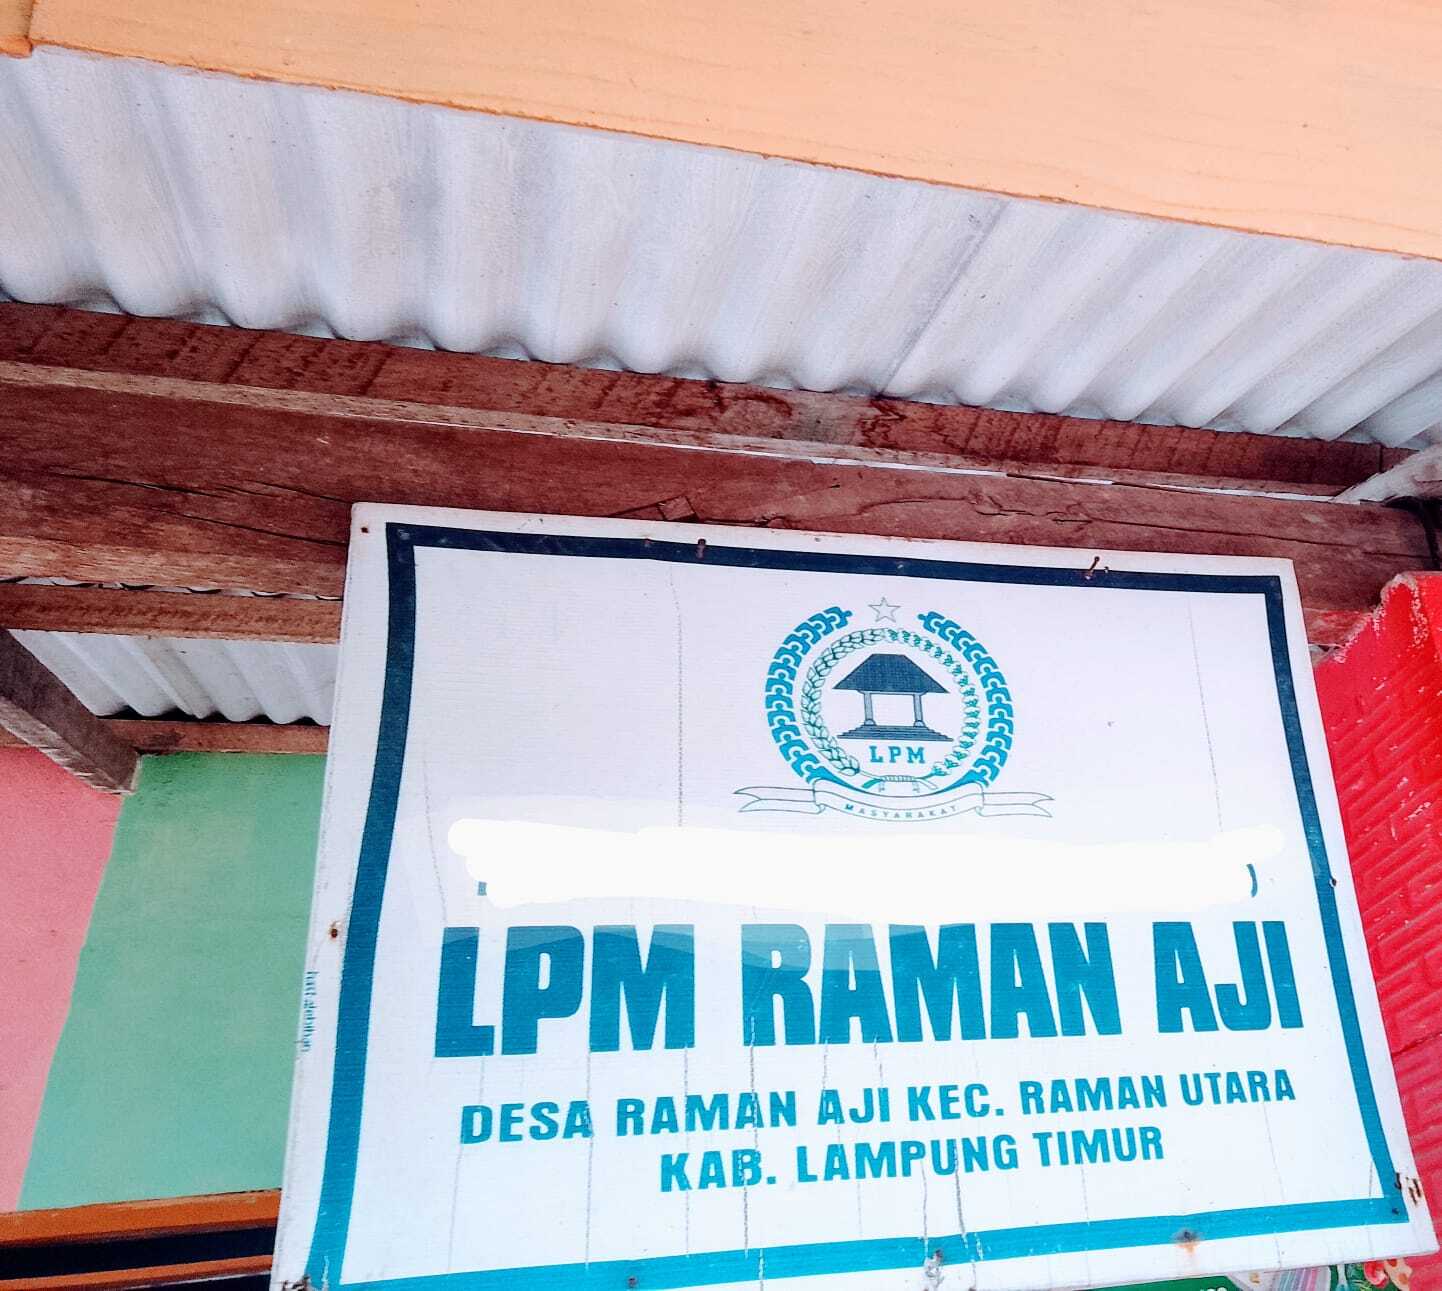 LPM
MASYARAKAT
LPM RAMAN AJI
DESA RAMAN AJI KEC. RAMAN UTARA
KAB. LAMPUNG TIMUR